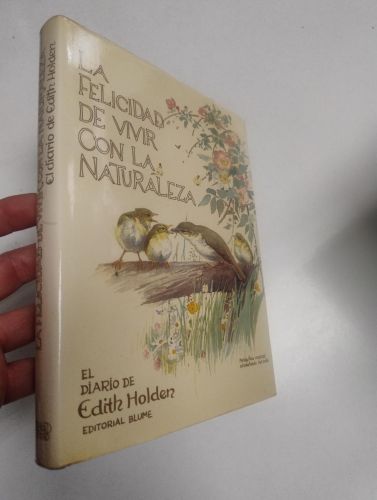 LA
FELICIDAD
DE VIVIR
CON LA
NATURALEZA
EL
DIARIO DE
Edith Holden
EDITORIAL BLUME
El diario de Edith Holden